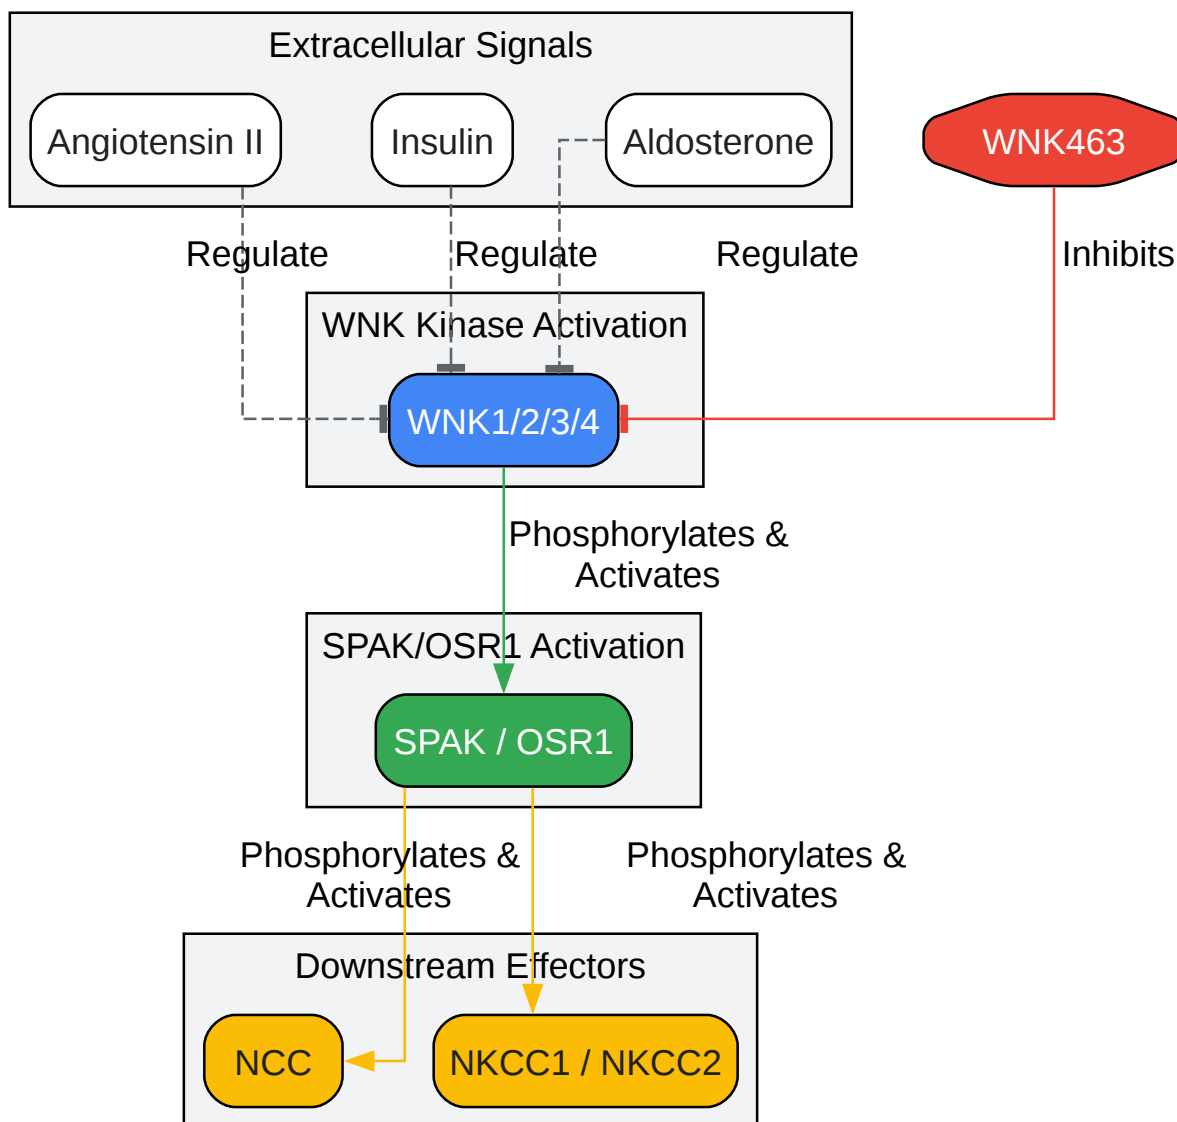 Extracellular Signals
Angiotensin II
Insulin
Aldosterone
WNK463
Regulate
Regulate
Regulate
Inhibits
WNK Kinase Activation
WNK1/2/3/4
Phosphorylates &
Activates
SPAK/OSR1 Activation
SPAK / OSR1
Phosphorylates &
Activates
Phosphorylates &
Activates
Downstream Effectors
NCC
NKCC1 / NKCC2